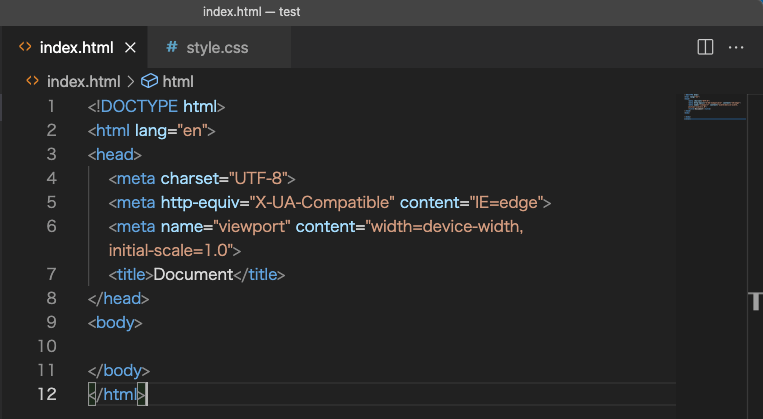 index.html — test
index.html × # style.css ...
index.html > html
1 <!DOCTYPE html>
2 <html lang="en">
3 <head>
4 <meta charset="UTF-8">
5 <meta http-equiv="X-UA-Compatible" content="IE=edge">
6 <meta name="viewport" content="width=device-width,
initial-scale=1.0">
7 <title>Document</title>
8 </head>
9 <body>
10
11 </body>
12 </html>
T